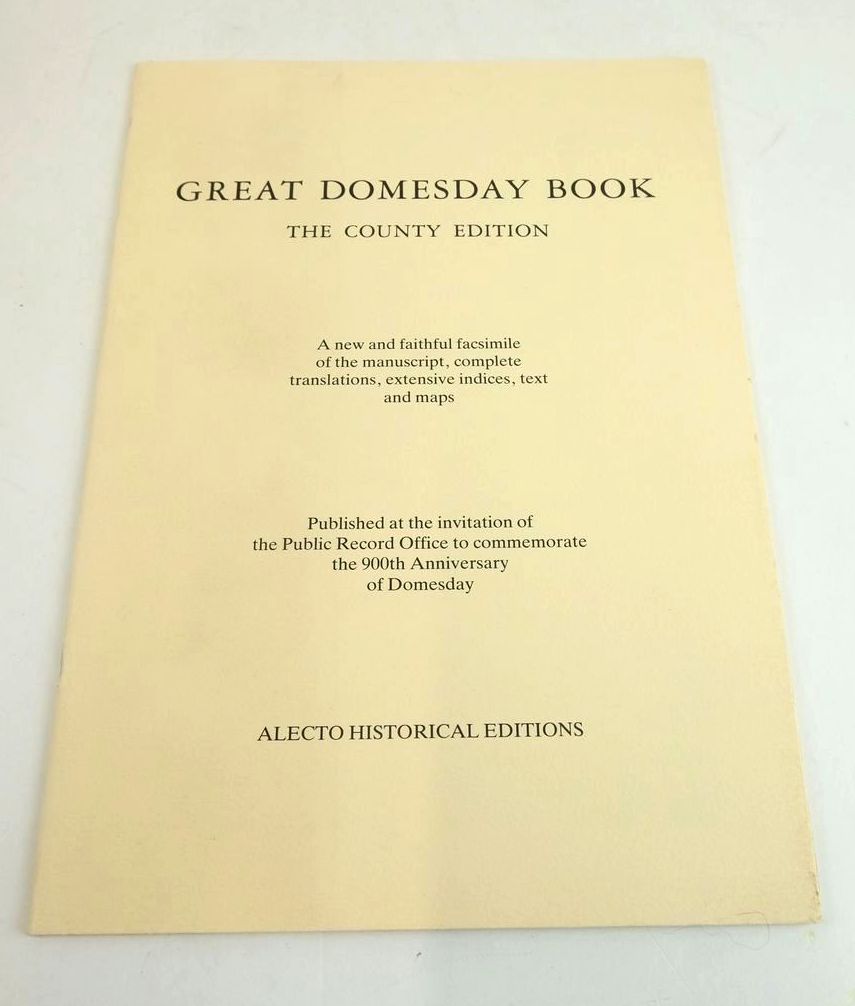 GREAT DOMESDAY BOOK
THE COUNTY EDITION
A new and faithful facsimile
of the manuscript, complete
translations, extensive indices, text
and maps
Published at the invitation of
the Public Record Office to commemorate
the 900th Anniversary
of Domesday
ALECTO HISTORICAL EDITIONS